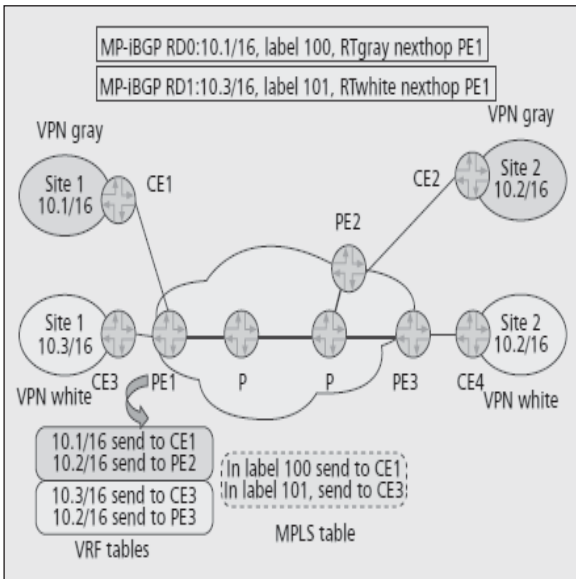 MP-iBGP RD0:10.1/16, label 100, RTgray nexthop PE1
MP-iBGP RD1:10.3/16, label 101, RTwhite nexthop PE1
VPN gray
VPN gray
Site 1
10.1/16
CE1
CE2
Site 2
10.2/16
PE2
Site 1
10.3/16
Site 2
10.2/16
CE3
PE1
P
P
PE3
CE4
VPN white
VPN white
10.1/16 send to CE1
10.2/16 send to PE2
10.3/16 send to CE3
10.2/16 send to PE3
VRF tables
In label 100 send to CE1
In label 101, send to CE3
MPLS table